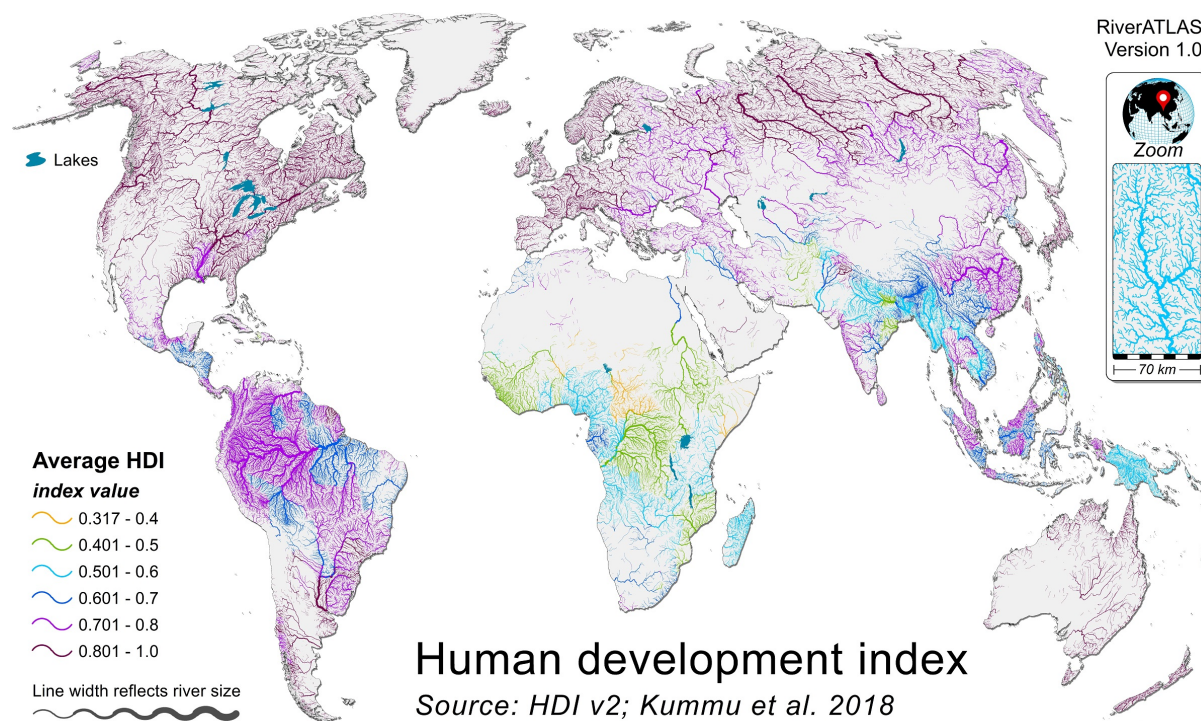 RiverATLAS
Version 1.0
Zoom
Lakes
70 km
Average HDI
index value
0.317 - 0.4
0.401 - 0.5
0.501 - 0.6
0.601 - 0.7
0.701 - 0.8
0.801 - 1.0
Line width reflects river size
Human development index
Source: HDI v2; Kummu et al. 2018